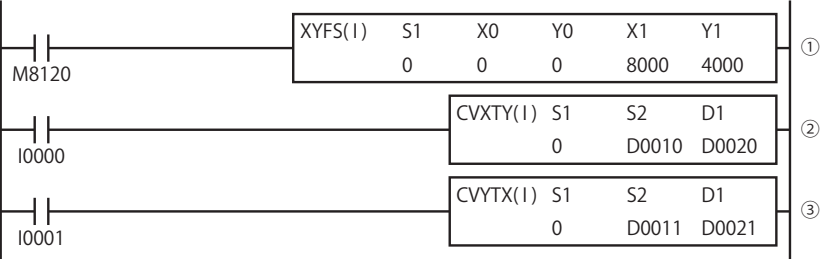 XYFS(I) S1 X0 Y0 X1 Y1
0 0 0 8000 4000 ①
M8120
CVXTY(I) S1 S2 D1
0 D0010 D0020 ②
I0000
CVYTX(I) S1 S2 D1
0 D0011 D0021 ③
I0001